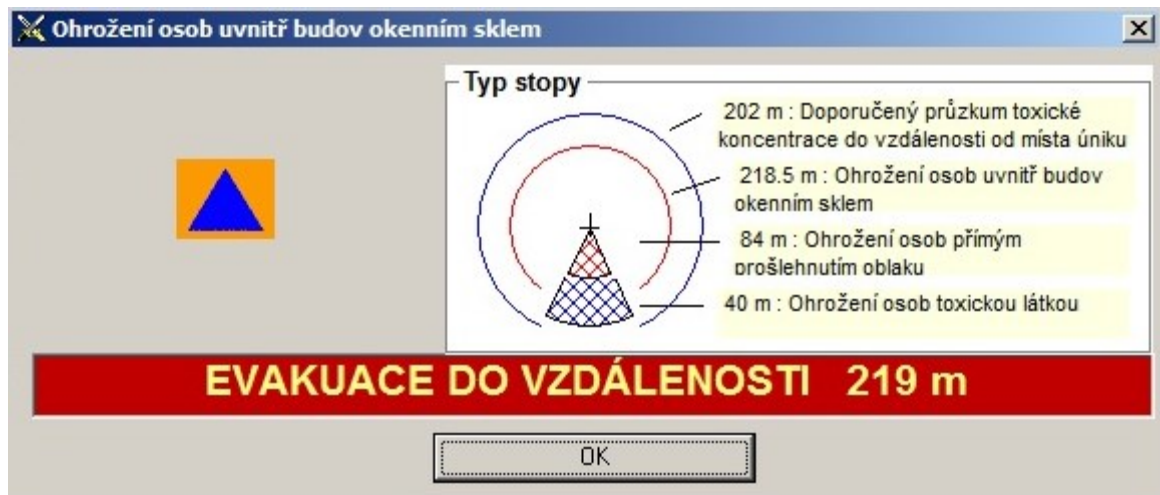 Ohrožení osob uvnitř budov okenním sklem
Typ stopy
202 m : Doporučený průzkum toxické
koncentrace do vzdálenosti od místa úniku
218.5 m : Ohrožení osob uvnitř budov
okenním sklem
84 m : Ohrožení osob přímým
prošlehnutím oblaku
40 m : Ohrožení osob toxickou látkou
EVAKUACE DO VZDÁLENOSTI 219 m
OK